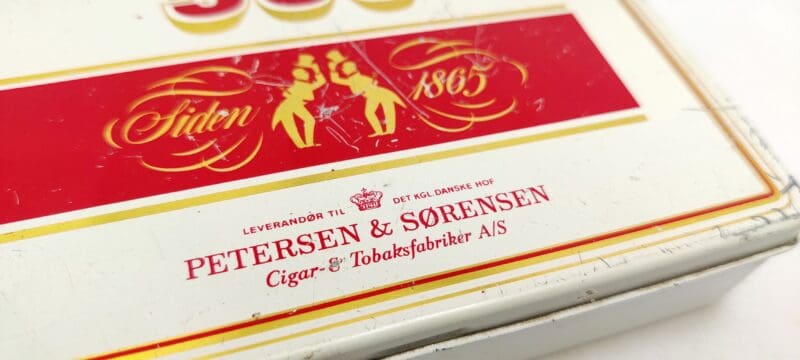 Siden 1865
LEVERANDØR TIL DET KGL. DANSKE HOF
PETERSEN & SØRENSEN
Cigar- & Tobaksfabriker A/S